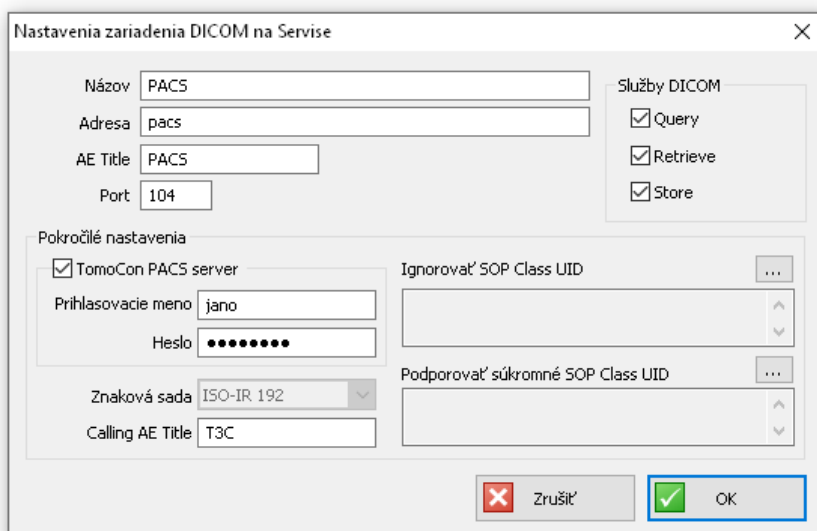 Nastavenia zariadenia DICOM na Servise
Názov PACS
Adresa pacs
AE Title PACS
Port 104
Služby DICOM
Query
Retrieve
Store
Pokročilé nastavenia
TomoCon PACS server
Prihlasovacie meno jano
Heslo ●●●●●●●●
Znaková sada ISO-IR 192
Calling AE Title T3C
Ignorovať SOP Class UID ...
Podporovať súkromné SOP Class UID ...
Zrušiť OK